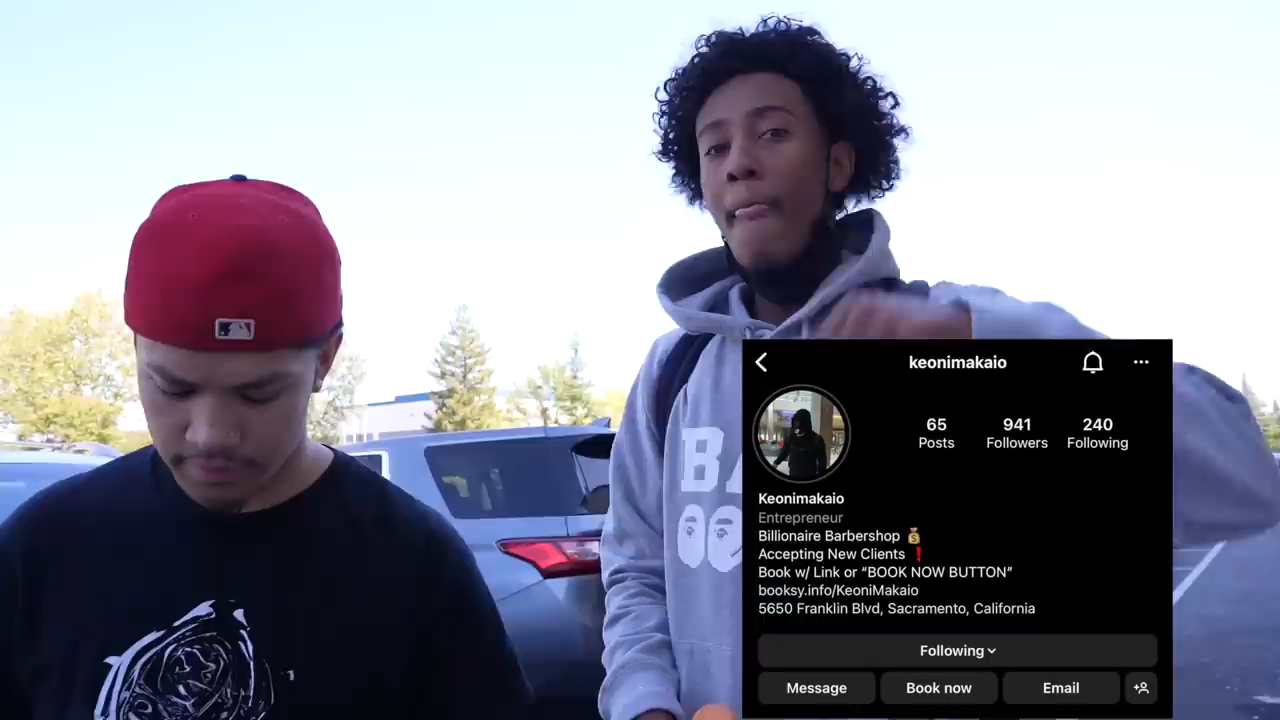 keonimakaio
65 941 240
Posts Followers Following
Keonimakaio
Entrepreneur
Billionaire Barbershop 💰
Accepting New Clients ❗
Book w/ Link or “BOOK NOW BUTTON”
booksy.info/KeoniMakaio
5650 Franklin Blvd, Sacramento, California
Following
Message Book now Email
BA